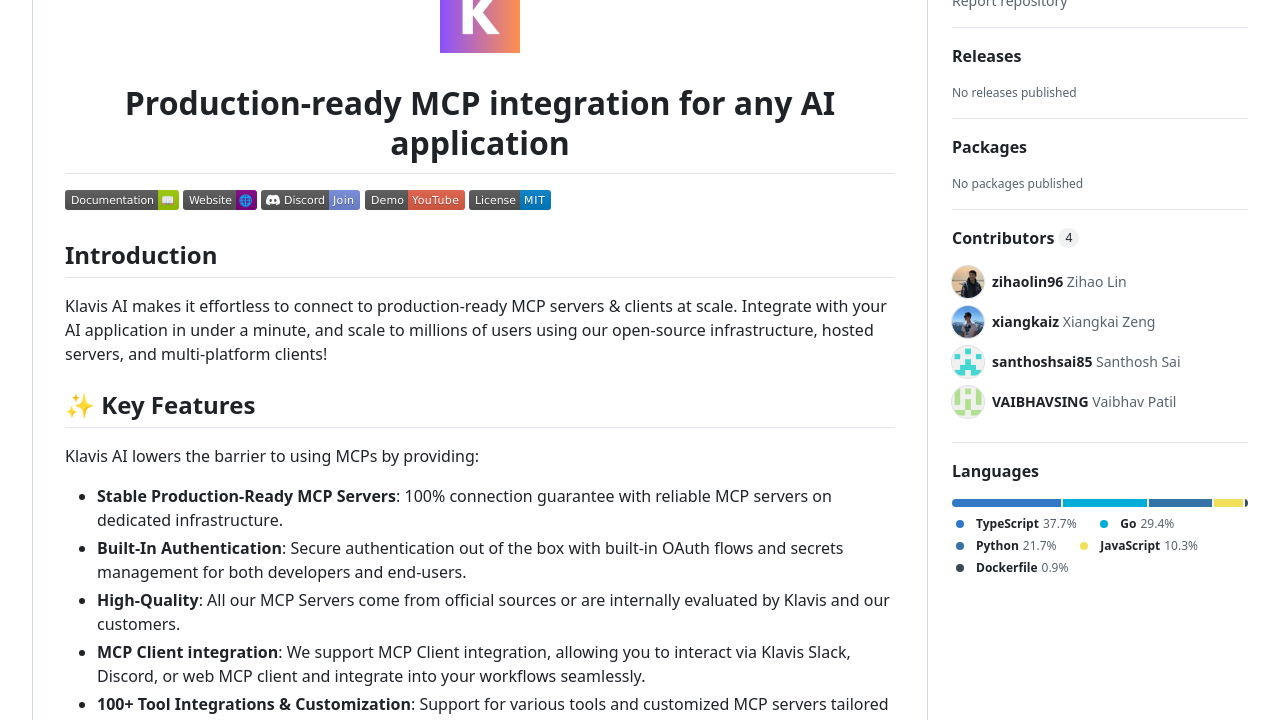 K
Production-ready MCP integration for any AI
application
Documentation Website Discord Join Demo YouTube License MIT
Introduction
Klavis AI makes it effortless to connect to production-ready MCP servers & clients at scale. Integrate with your
AI application in under a minute, and scale to millions of users using our open-source infrastructure, hosted
servers, and multi-platform clients!
✨ Key Features
Klavis AI lowers the barrier to using MCPs by providing:
• Stable Production-Ready MCP Servers: 100% connection guarantee with reliable MCP servers on
dedicated infrastructure.
• Built-In Authentication: Secure authentication out of the box with built-in OAuth flows and secrets
management for both developers and end-users.
• High-Quality: All our MCP Servers come from official sources or are internally evaluated by Klavis and our
customers.
• MCP Client integration: We support MCP Client integration, allowing you to interact via Klavis Slack,
Discord, or web MCP client and integrate into your workflows seamlessly.
• 100+ Tool Integrations & Customization: Support for various tools and customized MCP servers tailored
Report repository
Releases
No releases published
Packages
No packages published
Contributors 4
zihaolin96 Zihao Lin
xiangkaiz Xiangkai Zeng
santhoshsai85 Santhosh Sai
VAIBHAVSING Vaibhav Patil
Languages
TypeScript 37.7% Go 29.4%
Python 21.7% JavaScript 10.3%
Dockerfile 0.9%